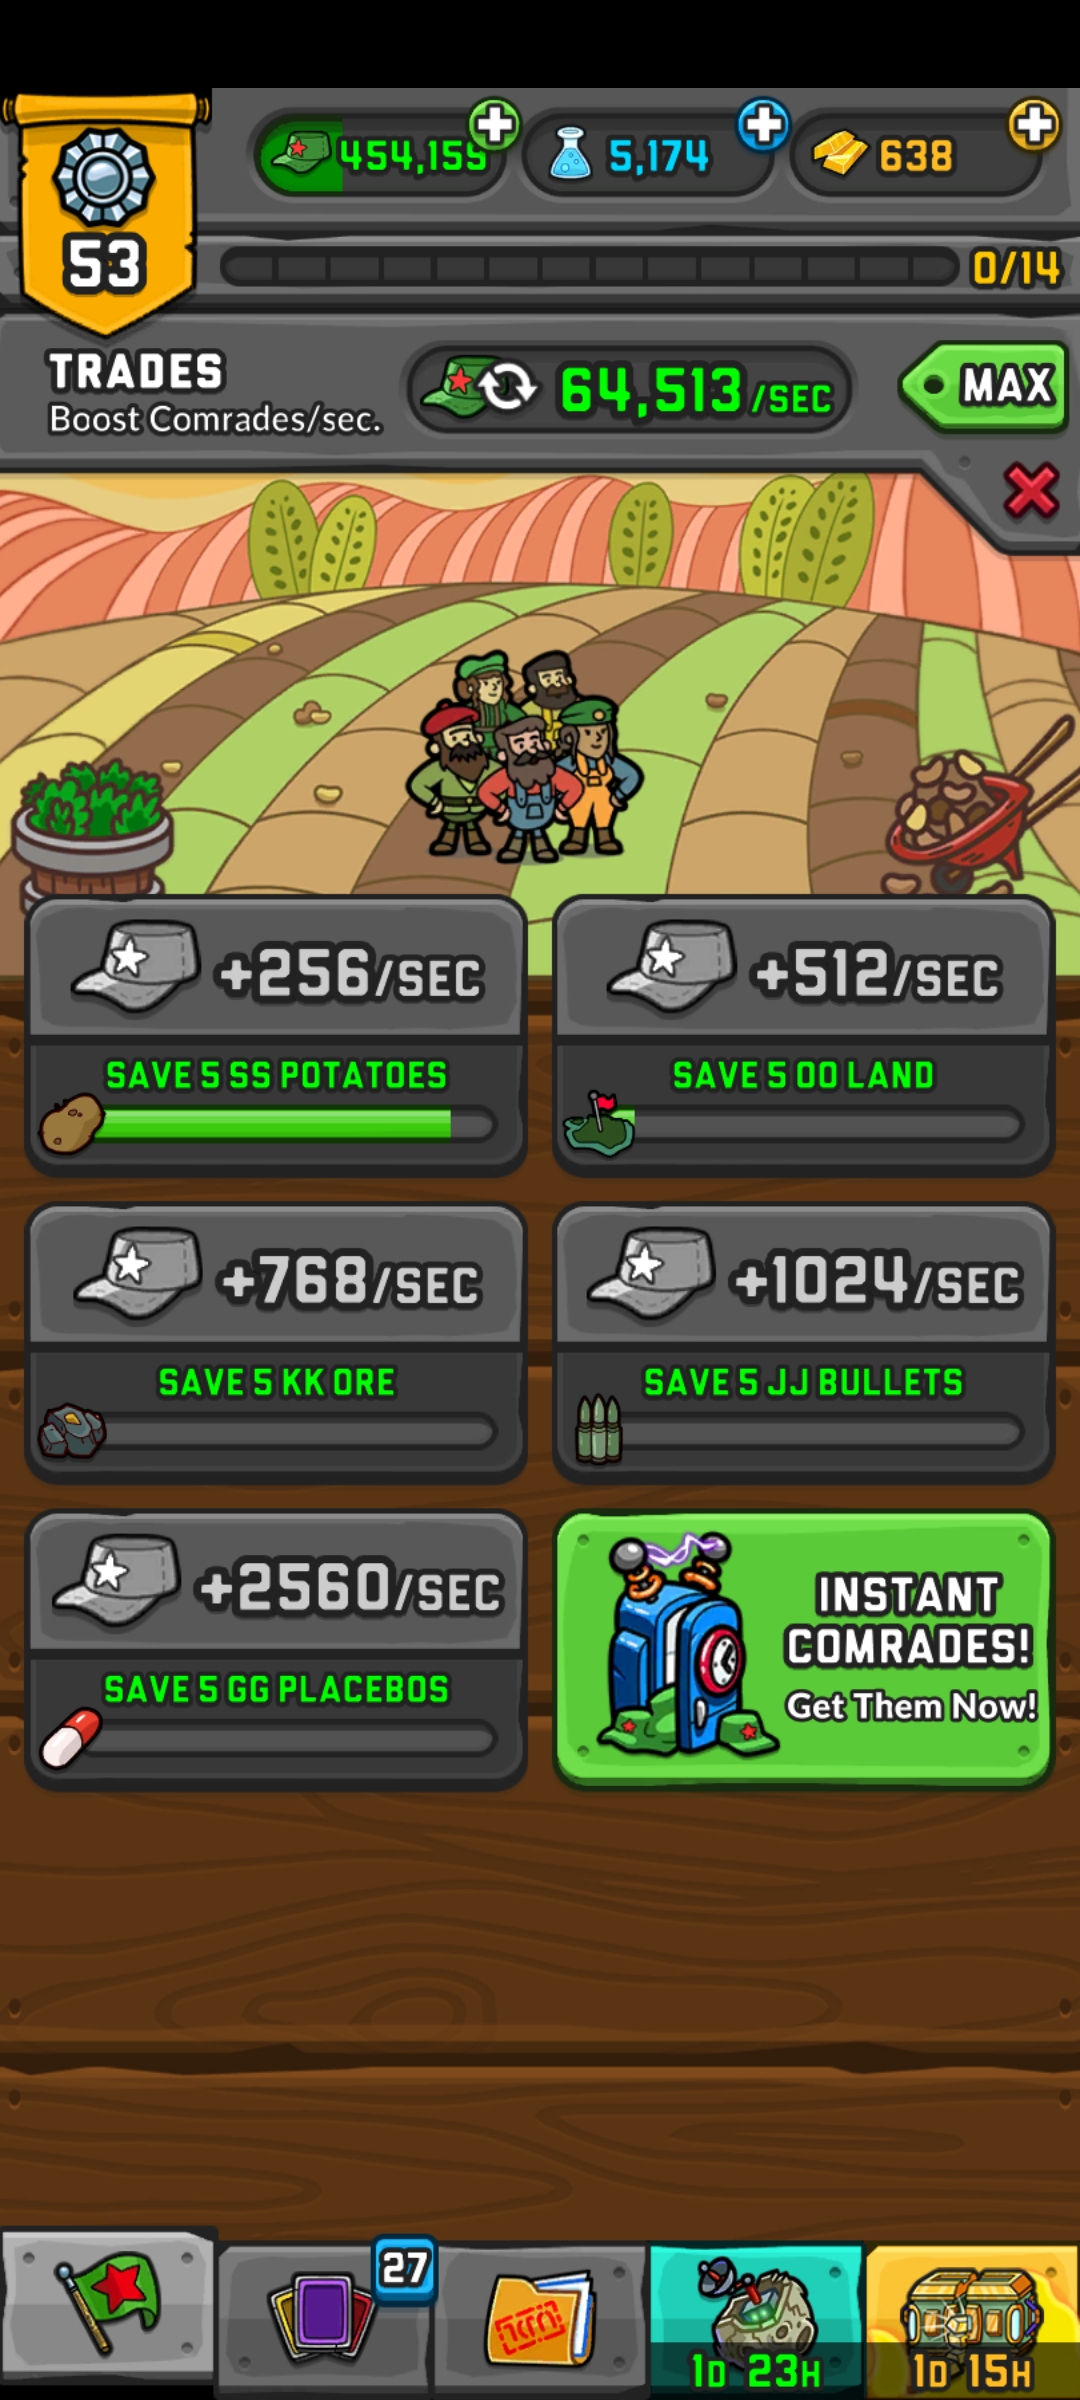 454,159
5,174
638
53
0/14
TRADES
Boost Comrades/sec.
64,513/SEC
MAX
+256/SEC
SAVE 5 SS POTATOES
+512/SEC
SAVE 5 OO LAND
+768/SEC
SAVE 5 KK ORE
+1024/SEC
SAVE 5 JJ BULLETS
+2560/SEC
SAVE 5 GG PLACEBOS
INSTANT
COMRADES!
Get Them Now!
27
1D 23H
1D 15H